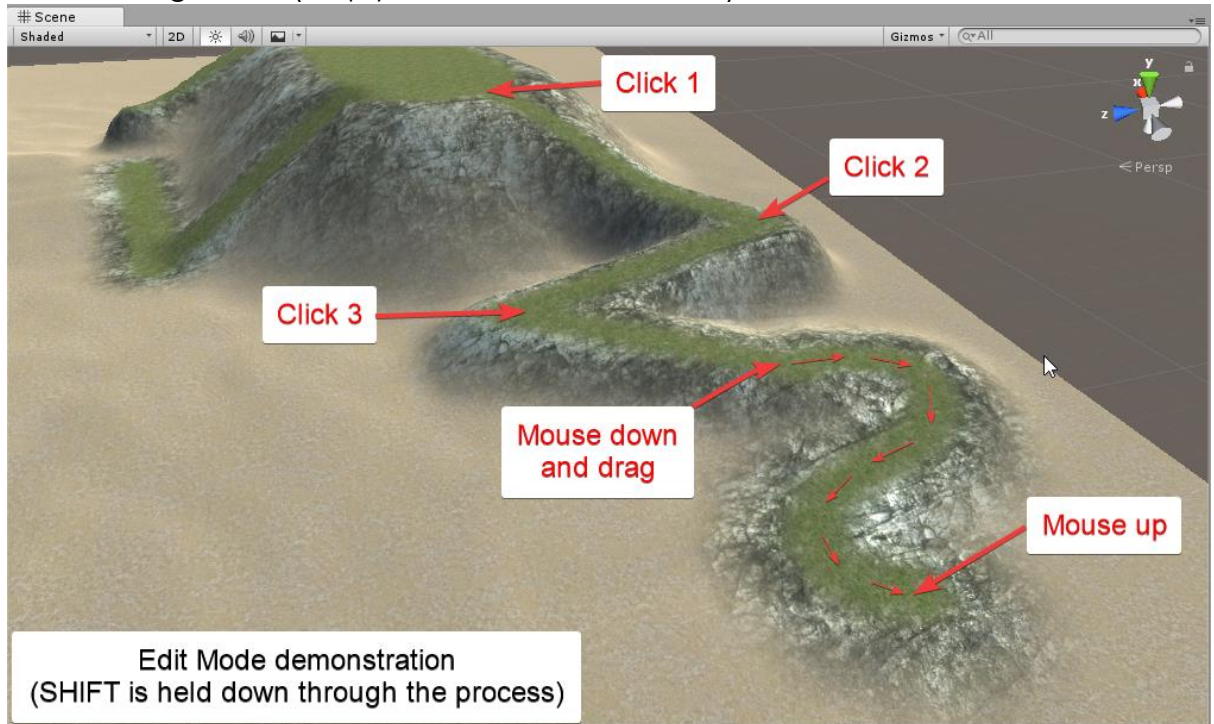 # Scene
Shaded 2D Gizmos All
Click 1
y
x
z
Persp
Click 2
Click 3
Mouse down
and drag
Mouse up
Edit Mode demonstration
(SHIFT is held down through the process)